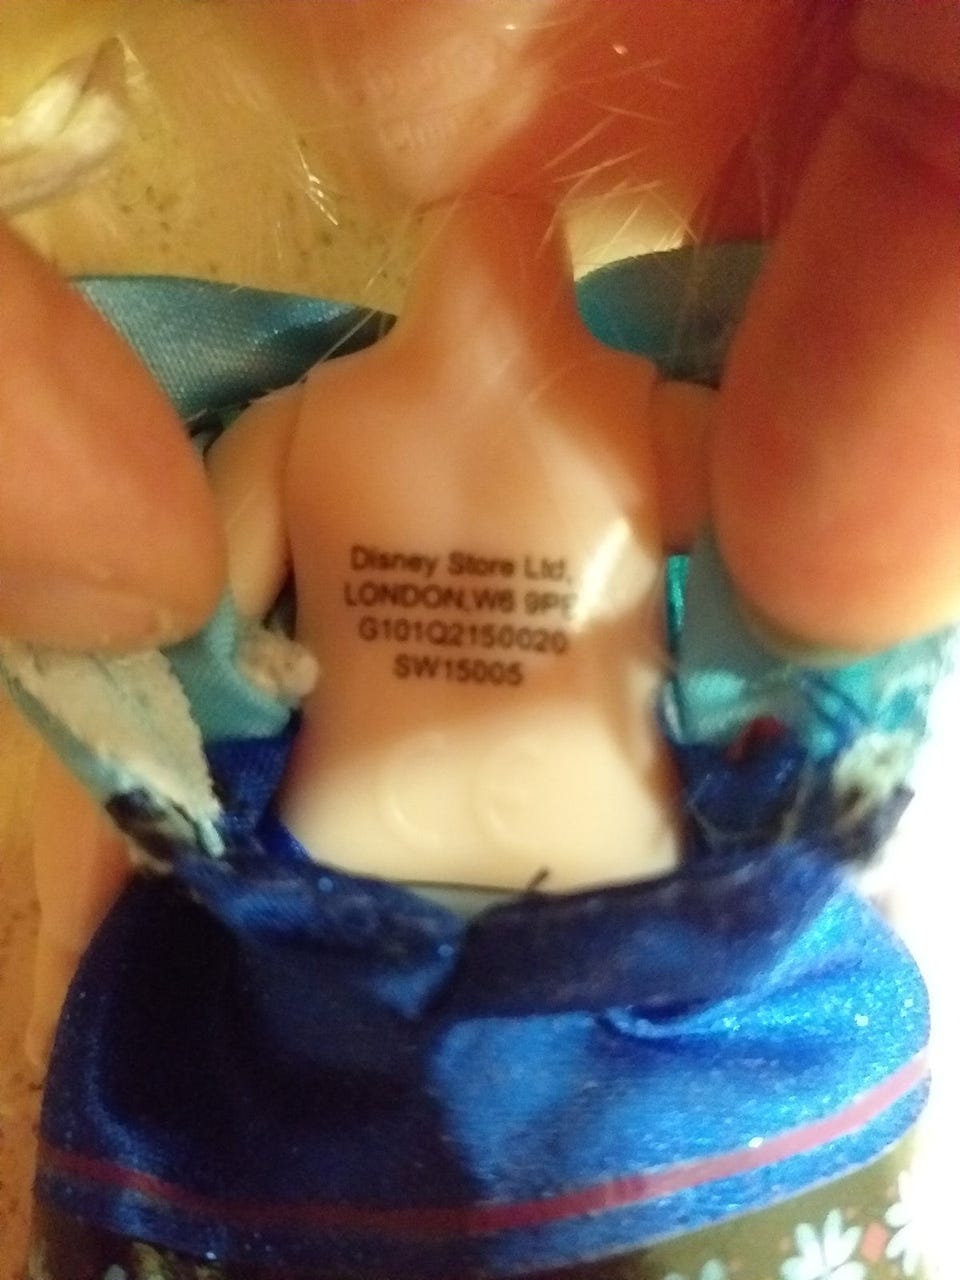 Disney Store Ltd,
LONDON,W6 9PE
G101Q2150020
SW15005